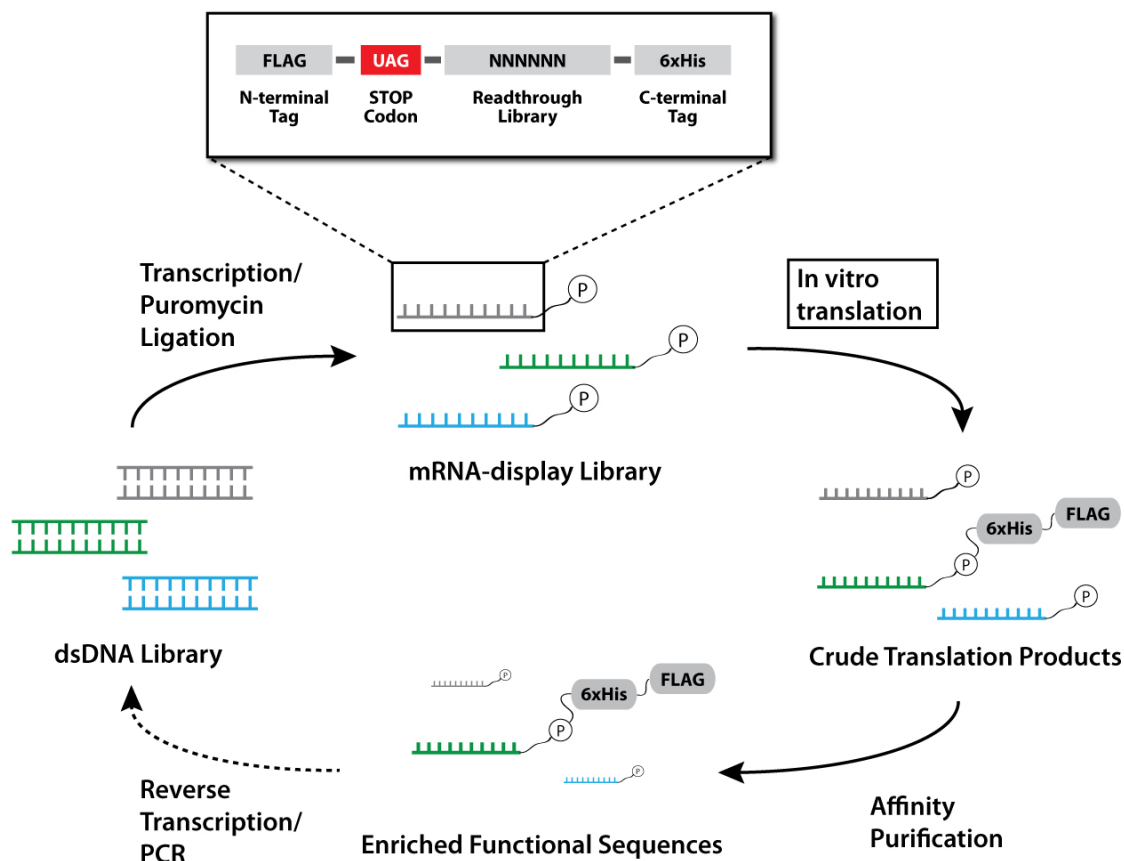 FLAG UAG NNNNNN 6xHis
N-terminal STOP Readthrough C-terminal
Tag Codon Library Tag
Transcription/
Puromycin
Ligation
P
P
P
mRNA-display Library
In vitro
translation
P
6xHis FLAG
P
P
Crude Translation Products
dsDNA Library
P
6xHis FLAG
P
P
Enriched Functional Sequences
Affinity
Purification
Reverse
Transcription/
PCR